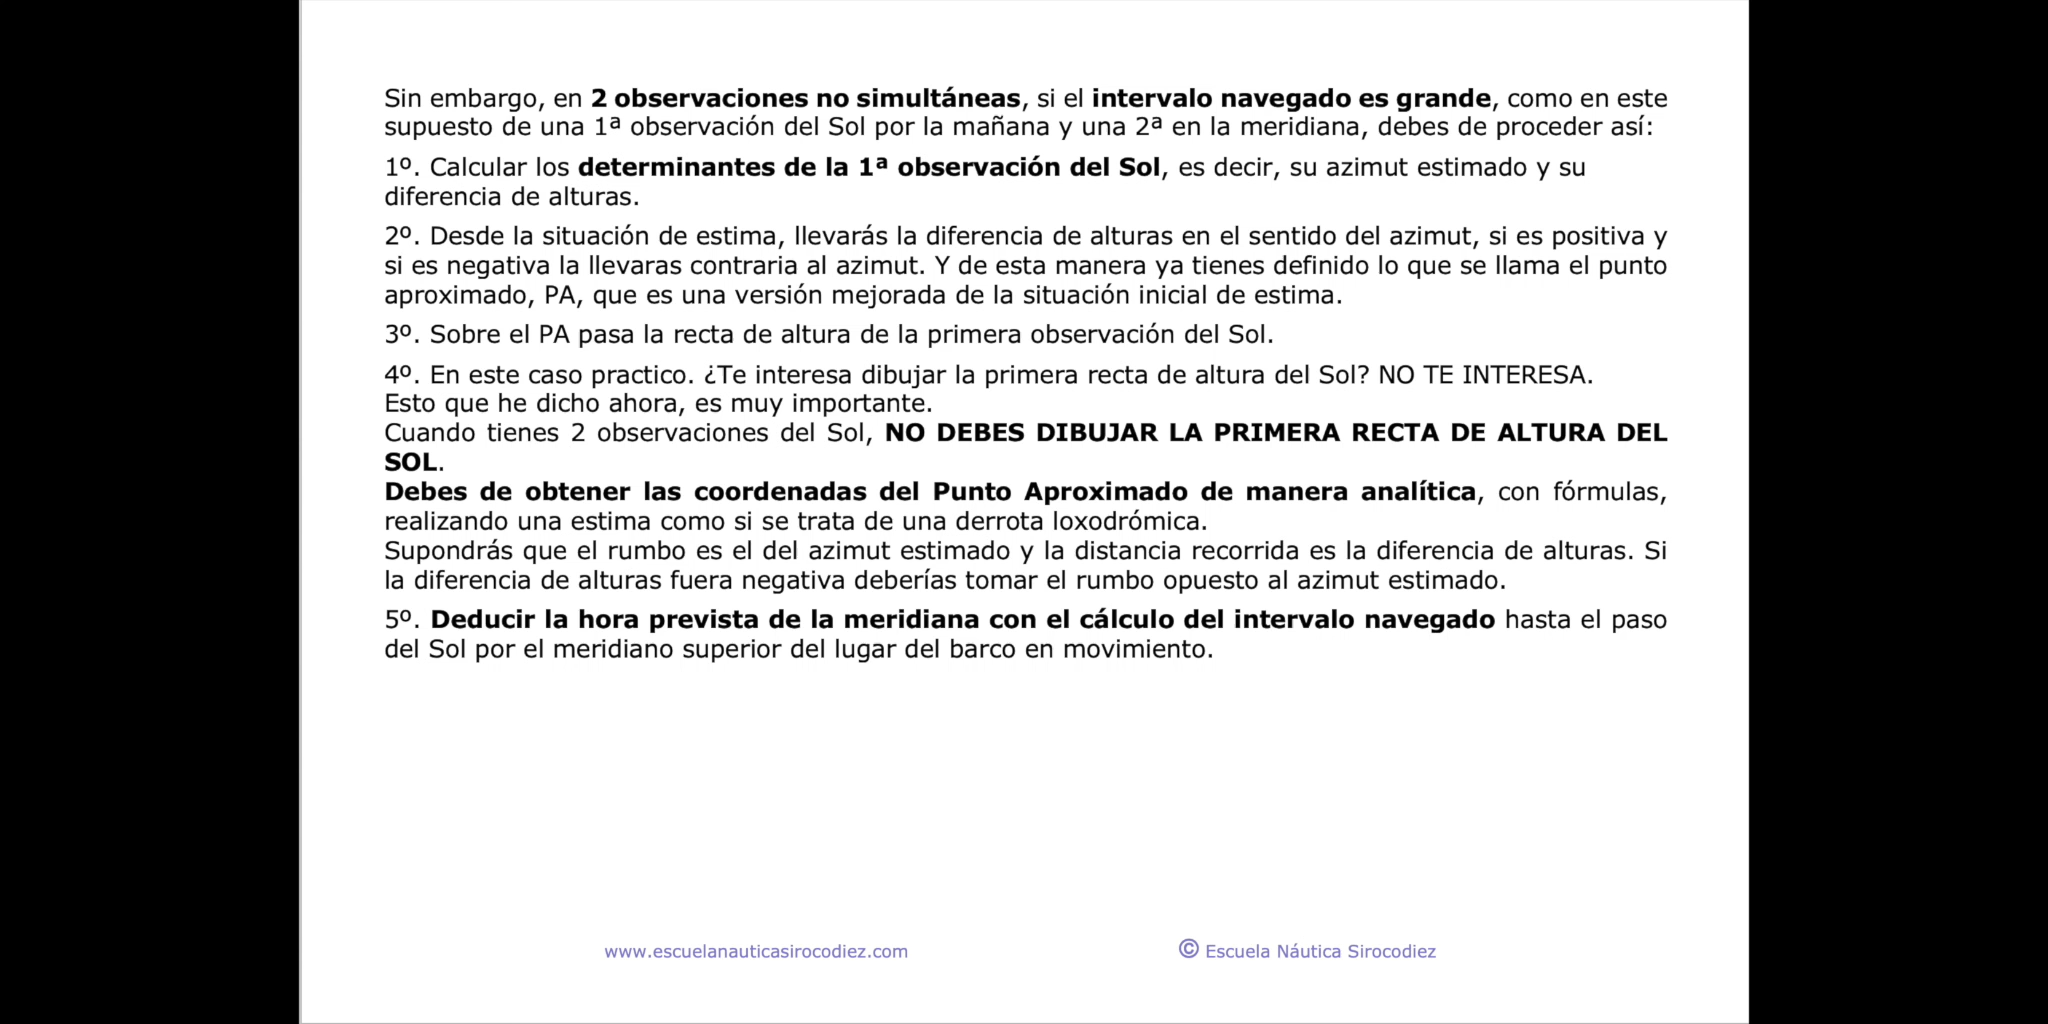 Sin embargo, en 2 observaciones no simultáneas, si el intervalo navegado es grande, como en este
supuesto de una 1ª observación del Sol por la mañana y una 2ª en la meridiana, debes de proceder así:
1º. Calcular los determinantes de la 1ª observación del Sol, es decir, su azimut estimado y su
diferencia de alturas.
2º. Desde la situación de estima, llevarás la diferencia de alturas en el sentido del azimut, si es positiva y
si es negativa la llevaras contraria al azimut. Y de esta manera ya tienes definido lo que se llama el punto
aproximado, PA, que es una versión mejorada de la situación inicial de estima.
3º. Sobre el PA pasa la recta de altura de la primera observación del Sol.
4º. En este caso practico. ¿Te interesa dibujar la primera recta de altura del Sol? NO TE INTERESA.
Esto que he dicho ahora, es muy importante.
Cuando tienes 2 observaciones del Sol, NO DEBES DIBUJAR LA PRIMERA RECTA DE ALTURA DEL
SOL.
Debes de obtener las coordenadas del Punto Aproximado de manera analítica, con fórmulas,
realizando una estima como si se trata de una derrota loxodrómica.
Supondrás que el rumbo es el del azimut estimado y la distancia recorrida es la diferencia de alturas. Si
la diferencia de alturas fuera negativa deberías tomar el rumbo opuesto al azimut estimado.
5º. Deducir la hora prevista de la meridiana con el cálculo del intervalo navegado hasta el paso
del Sol por el meridiano superior del lugar del barco en movimiento.
www.escuelanauticasirocodiez.com © Escuela Náutica Sirocodiez